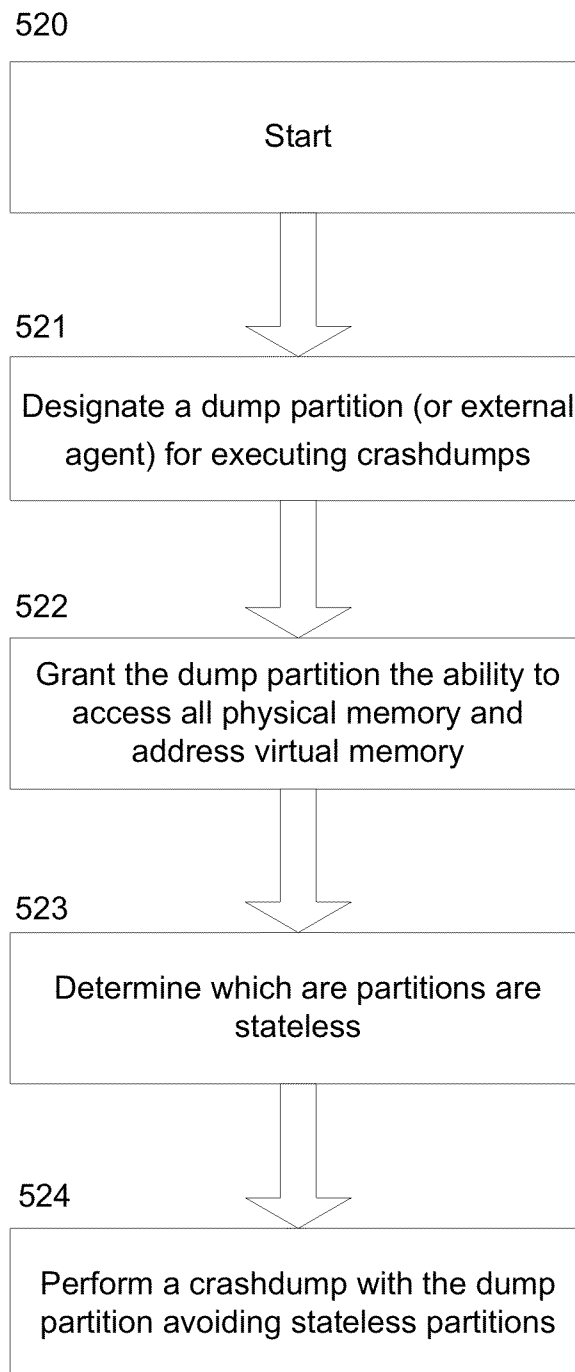 520
Start
521
Designate a dump partition (or external
agent) for executing crashdumps
522
Grant the dump partition the ability to
access all physical memory and
address virtual memory
523
Determine which are partitions are
stateless
524
Perform a crashdump with the dump
partition avoiding stateless partitions